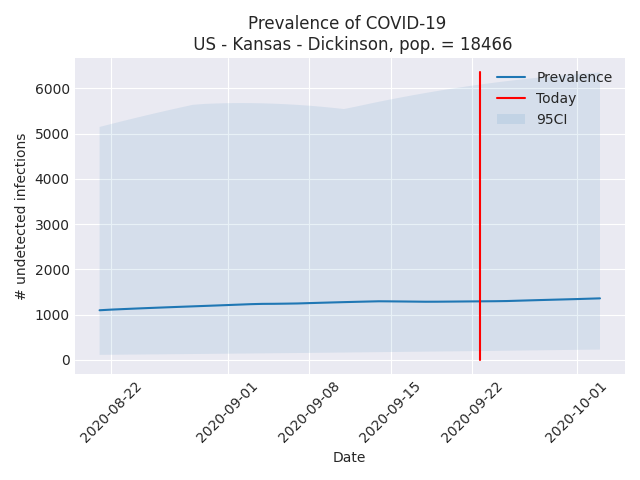 Prevalence of COVID-19
US - Kansas - Dickinson, pop. = 18466
Prevalence
Today
95CI
# undetected infections
6000
5000
4000
3000
2000
1000
0
2020-08-22
2020-09-01
2020-09-08
2020-09-15
2020-09-22
2020-10-01
Date